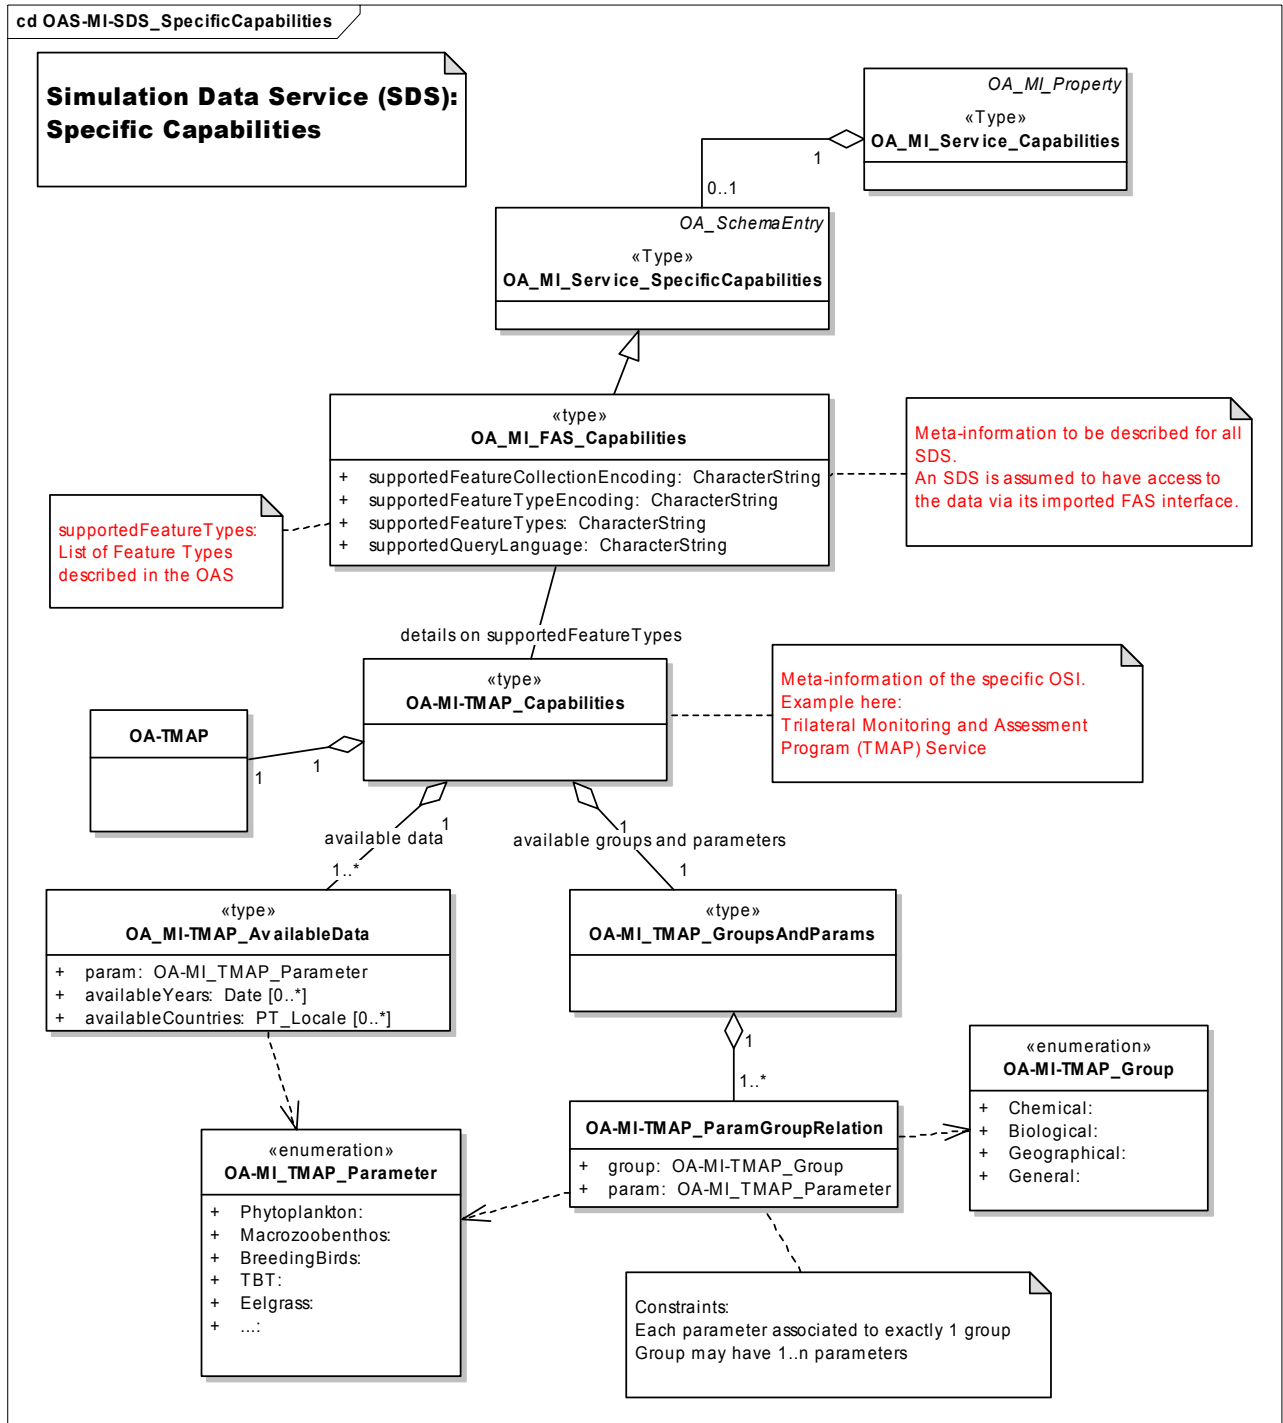 cd OAS-MI-SDS_SpecificCapabilities
Simulation Data Service (SDS):
Specific Capabilities
OA_MI_Property
«Type»
OA_MI_Service_Capabilities
1
0..1
OA_SchemaEntry
«Type»
OA_MI_Service_SpecificCapabilities
«type»
OA_MI_FAS_Capabilities
+ supportedFeatureCollectionEncoding: CharacterString
+ supportedFeatureTypeEncoding: CharacterString
+ supportedFeatureTypes: CharacterString
+ supportedQueryLanguage: CharacterString
Meta-information to be described for all
SDS.
An SDS is assumed to have access to
the data via its imported FAS interface.
supportedFeatureTypes:
List of Feature Types
described in the OAS
details on supportedFeatureTypes
«type»
OA-MI-TMAP_Capabilities
Meta-information of the specific OSI.
Example here:
Trilateral Monitoring and Assessment
Program (TMAP) Service
OA-TMAP
1
1
1
available data
1..*
1
available groups and parameters
1
«type»
OA_MI-TMAP_AvailableData
+ param: OA-MI_TMAP_Parameter
+ availableYears: Date [0..*]
+ availableCountries: PT_Locale [0..*]
«type»
OA-MI_TMAP_GroupsAndParams
1
1..*
«enumeration»
OA-MI-TMAP_Group
+ Chemical:
+ Biological:
+ Geographical:
+ General:
OA-MI-TMAP_ParamGroupRelation
+ group: OA-MI-TMAP_Group
+ param: OA-MI_TMAP_Parameter
«enumeration»
OA-MI_TMAP_Parameter
+ Phytoplankton:
+ Macrozoobenthos:
+ BreedingBirds:
+ TBT:
+ Eelgrass:
+ ...:
Constraints:
Each parameter associated to exactly 1 group
Group may have 1..n parameters